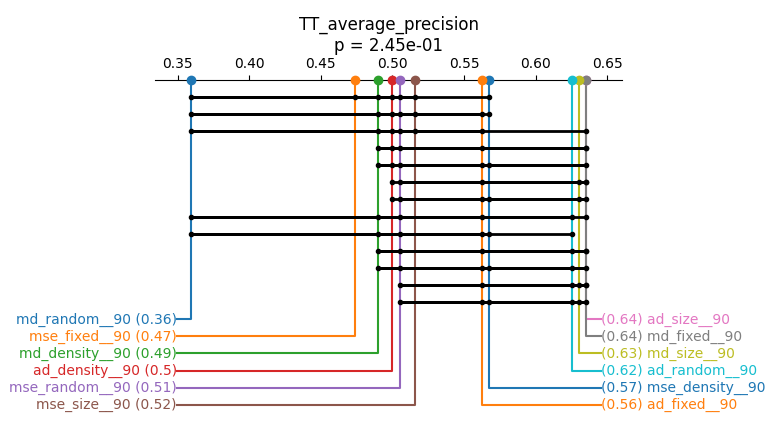 TT_average_precision
p = 2.45e-01
0.35 0.40 0.45 0.50 0.55 0.60 0.65
md_random__90 (0.36)
mse_fixed__90 (0.47)
md_density__90 (0.49)
ad_density__90 (0.5)
mse_random__90 (0.51)
mse_size__90 (0.52)
(0.64) ad_size__90
(0.64) md_fixed__90
(0.63) md_size__90
(0.62) ad_random__90
(0.57) mse_density__90
(0.56) ad_fixed__90